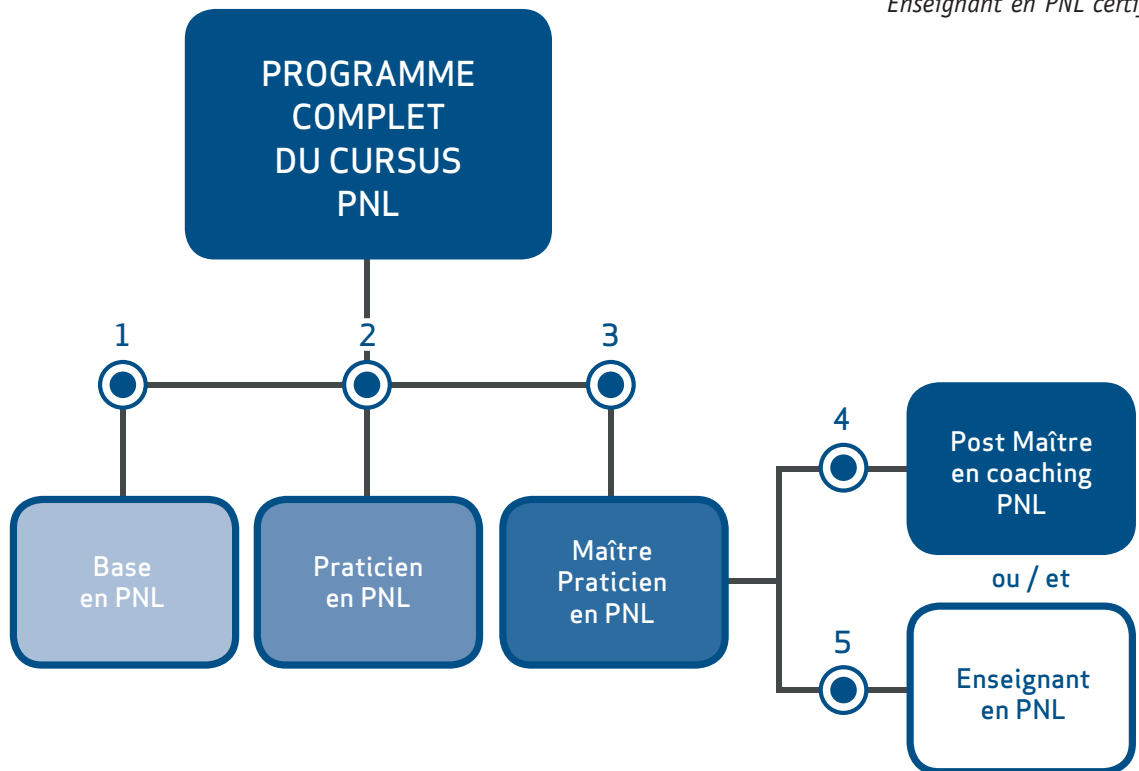 Enseignant en PNL
PROGRAMME
COMPLET
DU CURSUS
PNL
1
2
3
4
Post Maître
en coaching
PNL
Base
en PNL
Praticien
en PNL
Maître
Praticien
en PNL
ou / et
5
Enseignant
en PNL